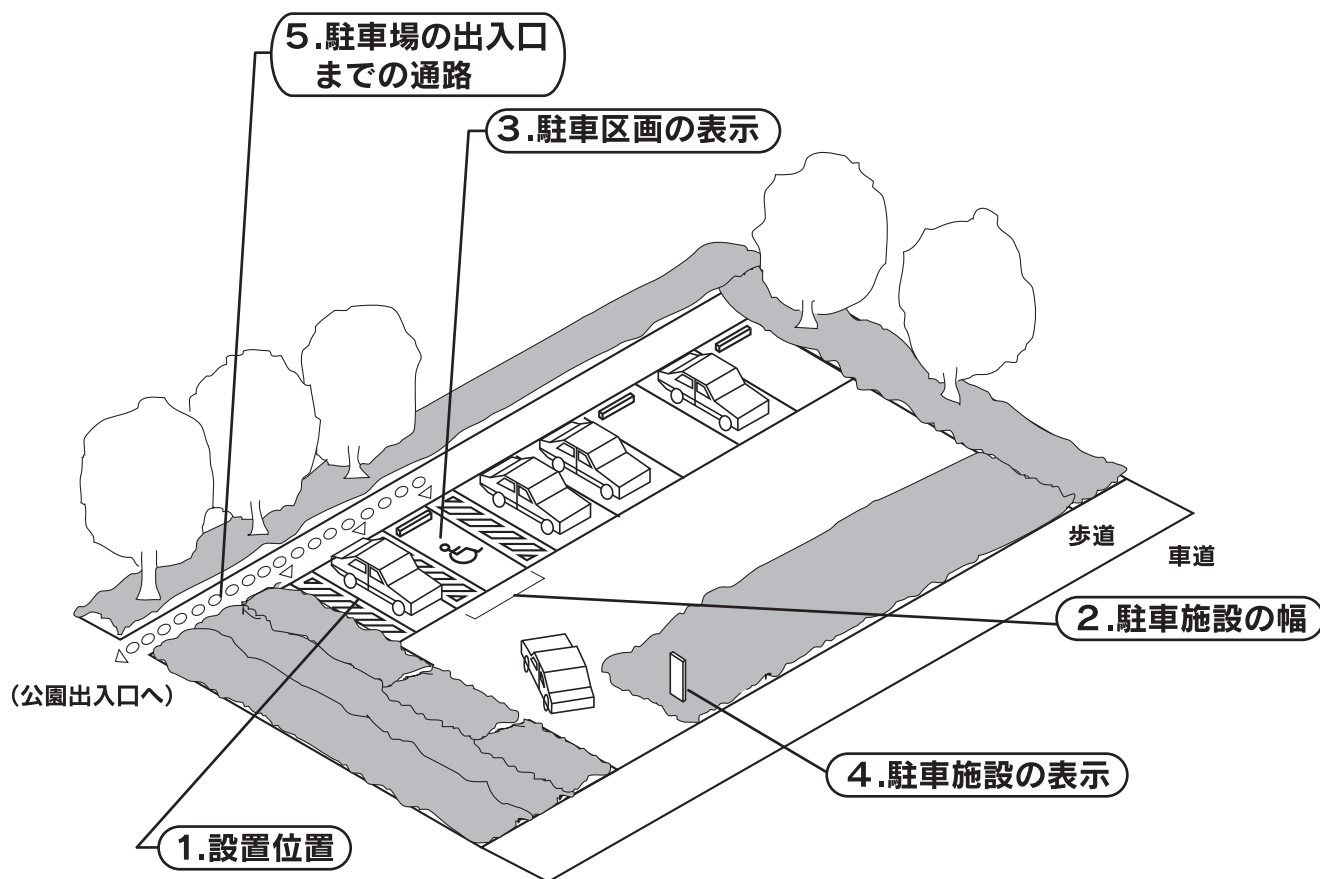 5.駐車場の出入口
までの通路
3.駐車区画の表示
歩道
車道
2.駐車施設の幅
(公園出入口へ)
4.駐車施設の表示
1.設置位置